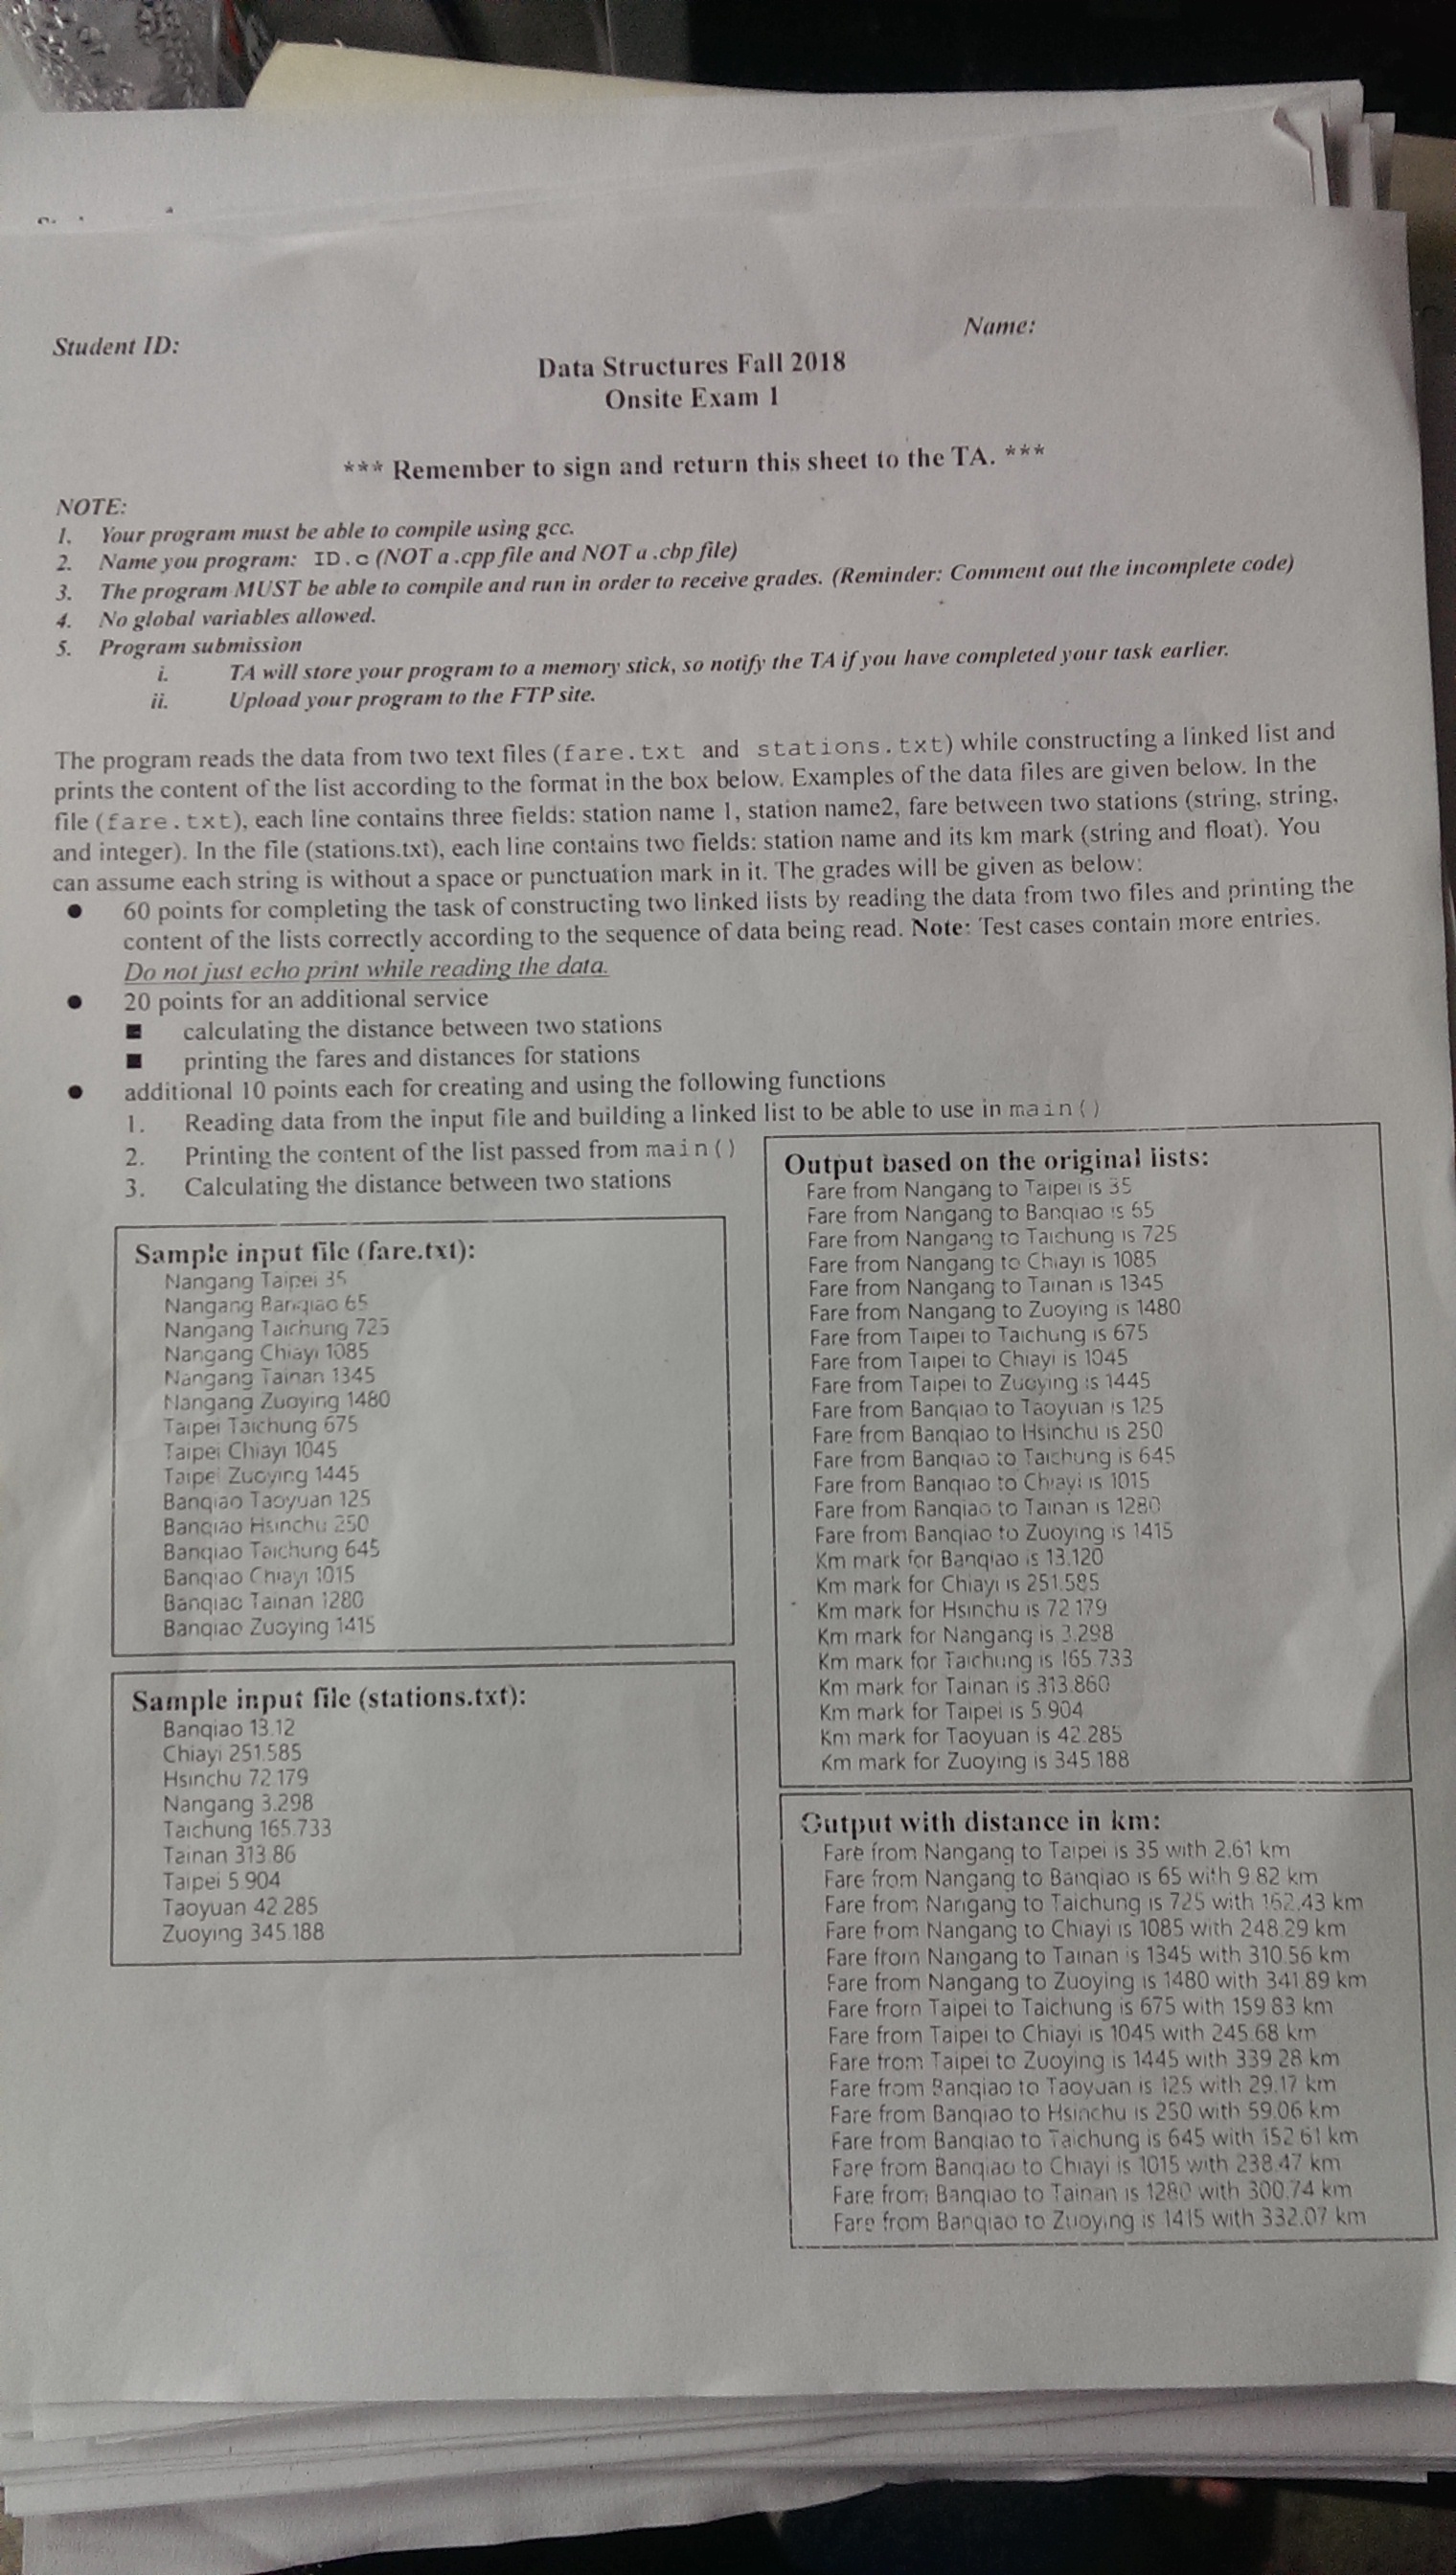 Student ID:
Name:
Data Structures Fall 2018
Onsite Exam 1
*** Remember to sign and return this sheet to the TA. ***
NOTE:
1. Your program must be able to compile using gcc.
2. Name you program: ID.c (NOT a .cpp file and NOT a .cbp file)
3. The program MUST be able to compile and run in order to receive grades. (Reminder: Comment out the incomplete code)
4. No global variables allowed.
5. Program submission
i. TA will store your program to a memory stick, so notify the TA if you have completed your task earlier.
ii. Upload your program to the FTP site.
The program reads the data from two text files (fare.txt and stations.txt) while constructing a linked list and
prints the content of the list according to the format in the box below. Examples of the data files are given below. In the
file (fare.txt), each line contains three fields: station name 1, station name2, fare between two stations (string, string,
and integer). In the file (stations.txt), each line contains two fields: station name and its km mark (string and float). You
can assume each string is without a space or punctuation mark in it. The grades will be given as below:
● 60 points for completing the task of constructing two linked lists by reading the data from two files and printing the
content of the lists correctly according to the sequence of data being read. Note: Test cases contain more entries.
Do not just echo print while reading the data.
● 20 points for an additional service
■ calculating the distance between two stations
■ printing the fares and distances for stations
● additional 10 points each for creating and using the following functions
1. Reading data from the input file and building a linked list to be able to use in main()
2. Printing the content of the list passed from main()
3. Calculating the distance between two stations
Sample input file (fare.txt):
Nangang Taipei 35
Nangang Banqiao 65
Nangang Taichung 725
Nangang Chiayi 1085
Nangang Tainan 1345
Nangang Zuoying 1480
Taipei Taichung 675
Taipei Chiayi 1045
Taipei Zuoying 1445
Banqiao Taoyuan 125
Banqiao Hsinchu 250
Banqiao Taichung 645
Banqiao Chiayi 1015
Banqiao Tainan 1280
Banqiao Zuoying 1415
Sample input file (stations.txt):
Banqiao 13.12
Chiayi 251.585
Hsinchu 72.179
Nangang 3.298
Taichung 165.733
Tainan 313.86
Taipei 5.904
Taoyuan 42.285
Zuoying 345.188
Output based on the original lists:
Fare from Nangang to Taipei is 35
Fare from Nangang to Banqiao is 65
Fare from Nangang to Taichung is 725
Fare from Nangang to Chiayi is 1085
Fare from Nangang to Tainan is 1345
Fare from Nangang to Zuoying is 1480
Fare from Taipei to Taichung is 675
Fare from Taipei to Chiayi is 1045
Fare from Taipei to Zuoying is 1445
Fare from Banqiao to Taoyuan is 125
Fare from Banqiao to Hsinchu is 250
Fare from Banqiao to Taichung is 645
Fare from Banqiao to Chiayi is 1015
Fare from Banqiao to Tainan is 1280
Fare from Banqiao to Zuoying is 1415
Km mark for Banqiao is 13.120
Km mark for Chiayi is 251.585
Km mark for Hsinchu is 72.179
Km mark for Nangang is 3.298
Km mark for Taichung is 165.733
Km mark for Tainan is 313.860
Km mark for Taipei is 5.904
Km mark for Taoyuan is 42.285
Km mark for Zuoying is 345.188
Output with distance in km:
Fare from Nangang to Taipei is 35 with 2.61 km
Fare from Nangang to Banqiao is 65 with 9.82 km
Fare from Nangang to Taichung is 725 with 162.43 km
Fare from Nangang to Chiayi is 1085 with 248.29 km
Fare from Nangang to Tainan is 1345 with 310.56 km
Fare from Nangang to Zuoying is 1480 with 341.89 km
Fare from Taipei to Taichung is 675 with 159.83 km
Fare from Taipei to Chiayi is 1045 with 245.68 km
Fare from Taipei to Zuoying is 1445 with 339.28 km
Fare from Banqiao to Taoyuan is 125 with 29.17 km
Fare from Banqiao to Hsinchu is 250 with 59.06 km
Fare from Banqiao to Taichung is 645 with 152.61 km
Fare from Banqiao to Chiayi is 1015 with 238.47 km
Fare from Banqiao to Tainan is 1280 with 300.74 km
Fare from Banqiao to Zuoying is 1415 with 332.07 km